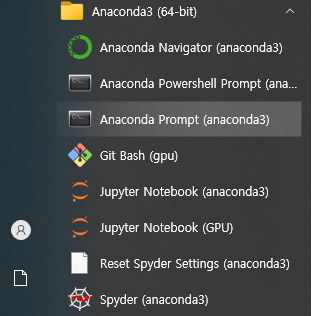 Anaconda3 (64-bit)
Anaconda Navigator (anaconda3)
Anaconda Powershell Prompt (ana...
Anaconda Prompt (anaconda3)
Git Bash (gpu)
Jupyter Notebook (anaconda3)
Jupyter Notebook (GPU)
Reset Spyder Settings (anaconda3)
Spyder (anaconda3)